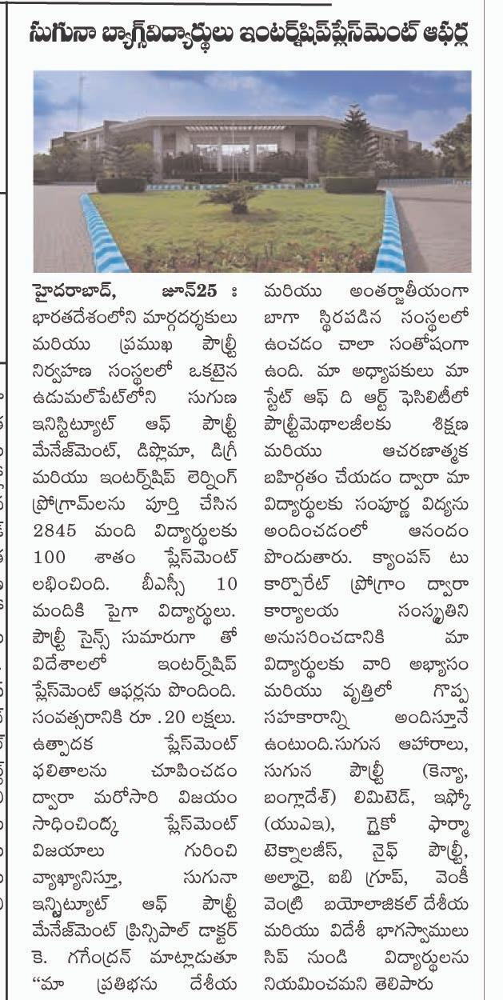 సుగునా బ్యాగ్స్‌విద్యార్థులు ఇంటర్న్‌షిప్‌ప్లేస్‌మెంట్ ఆఫర్ల
హైదరాబాద్, జూన్25 :
భారతదేశంలోని మార్గదర్శకులు
మరియు ప్రముఖ పౌల్ట్రీ
నిర్వహణ సంస్థలలో ఒకటైన
ఉడుమల్‌పేట్‌లోని సుగుణ
ఇనిస్టిట్యూట్ ఆఫ్ పౌల్ట్రీ
మేనేజ్‌మెంట్, డిప్లొమా, డిగ్రీ
మరియు ఇంటర్న్‌షిప్ లెర్నింగ్
ప్రోగ్రామ్‌లను పూర్తి చేసిన
2845 మంది విద్యార్థులకు
100 శాతం ప్లేస్‌మెంట్
లభించింది. బీఎస్సీ 10
మందికి పైగా విద్యార్థులు.
పౌల్ట్రీ సైన్స్ సుమారుగా తో
విదేశాలలో ఇంటర్న్‌షిప్
ప్లేస్‌మెంట్ ఆఫర్లను పొందింది.
సంవత్సరానికి రూ .20 లక్షలు.
ఉత్పాదక ప్లేస్‌మెంట్
ఫలితాలను చూపించడం
ద్వారా మరోసారి విజయం
సాధించింది్క ప్లేస్‌మెంట్
విజయాలు గురించి
వ్యాఖ్యానిస్తూ, సుగునా
ఇన్స్టిట్యూట్ ఆఫ్ పౌల్ట్రీ
మేనేజ్‌మెంట్ ప్రిన్సిపాల్ డాక్టర్
కె. గగేంద్రన్ మాట్లాడుతూ
“మా ప్రతిభను దేశీయ
మరియు అంతర్జాతీయంగా
బాగా స్థిరపడిన సంస్థలలో
ఉంచడం చాలా సంతోషంగా
ఉంది. మా అధ్యాపకులు మా
స్టేట్ ఆఫ్ ది ఆర్ట్ ఫెసిలిటీలో
పౌల్ట్రీమెథాలజీలకు శిక్షణ
మరియు ఆచరణాత్మక
బహిర్గతం చేయడం ద్వారా మా
విద్యార్థులకు సంపూర్ణ విద్యను
అందించడంలో ఆనందం
పొందుతారు. క్యాంపస్ టు
కార్పొరేట్ ప్రోగ్రాం ద్వారా
కార్యాలయ సంస్కృతిని
అనుసరించడానికి మా
విద్యార్థులకు వారి అభ్యాసం
మరియు వృత్తిలో గొప్ప
సహకారాన్ని అందిస్తూనే
ఉంటుంది.సుగున ఆహారాలు,
సుగున పౌల్ట్రీ (కెన్యా,
బంగ్లాదేశ్) లిమిటెడ్, ఇఫ్కో
(యుఎఇ), గ్లైకో ఫార్మా
టెక్నాలజీస్, నైఫ్ పౌల్ట్రీ,
అల్మారై, ఐబి గ్రూప్, వెంకీ
వెంట్రి బయోలాజికల్ దేశీయ
మరియు విదేశీ భాగస్వాములు
సిప్ నుండి విద్యార్థులను
నియమించమని తెలిపారు